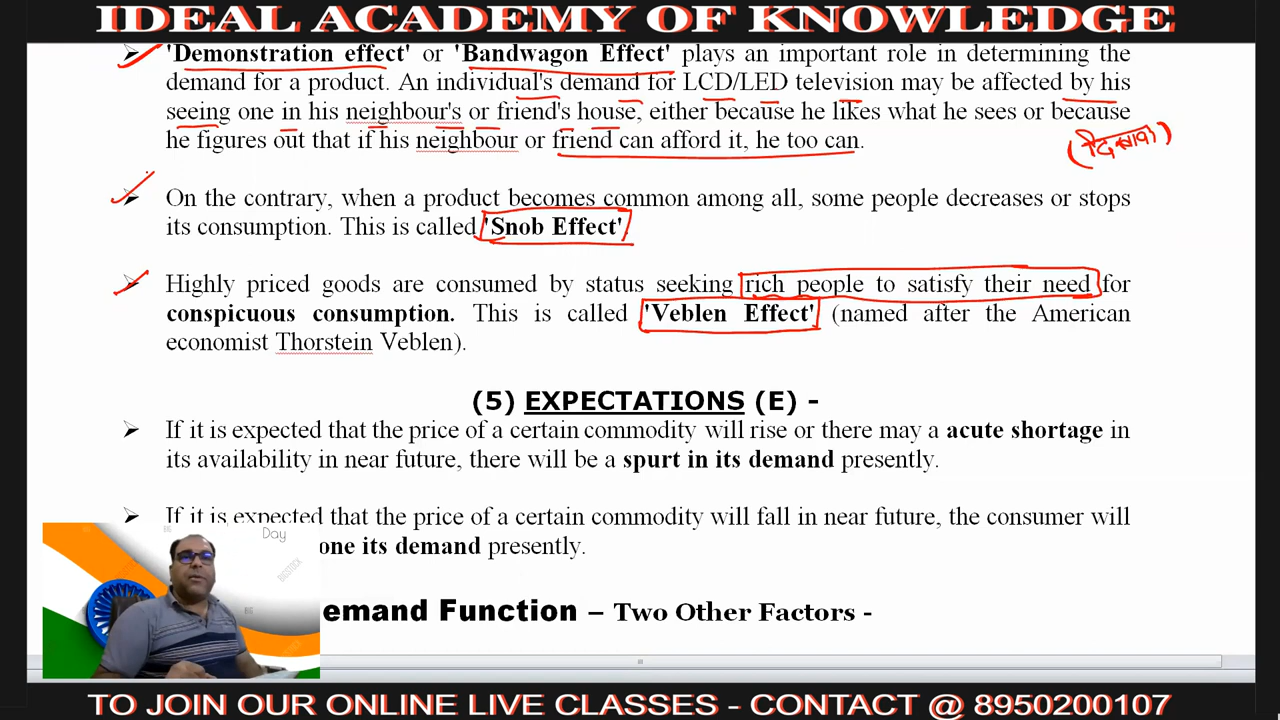 IDEAL ACADEMY OF KNOWLEDGE
'Demonstration effect' or 'Bandwagon Effect' plays an important role in determining the
demand for a product. An individual's demand for LCD/LED television may be affected by his
seeing one in his neighbour's or friend's house, either because he likes what he sees or because
he figures out that if his neighbour or friend can afford it, he too can.
(दिखावा)
On the contrary, when a product becomes common among all, some people decreases or stops
its consumption. This is called 'Snob Effect'.
Highly priced goods are consumed by status seeking rich people to satisfy their need for
conspicuous consumption. This is called 'Veblen Effect' (named after the American
economist Thorstein Veblen).
(5) EXPECTATIONS (E) -
If it is expected that the price of a certain commodity will rise or there may a acute shortage in
its availability in near future, there will be a spurt in its demand presently.
If it is expected that the price of a certain commodity will fall in near future, the consumer will
one its demand presently.
Day
BIGSTOCK
emand Function – Two Other Factors -
TO JOIN OUR ONLINE LIVE CLASSES - CONTACT @ 8950200107